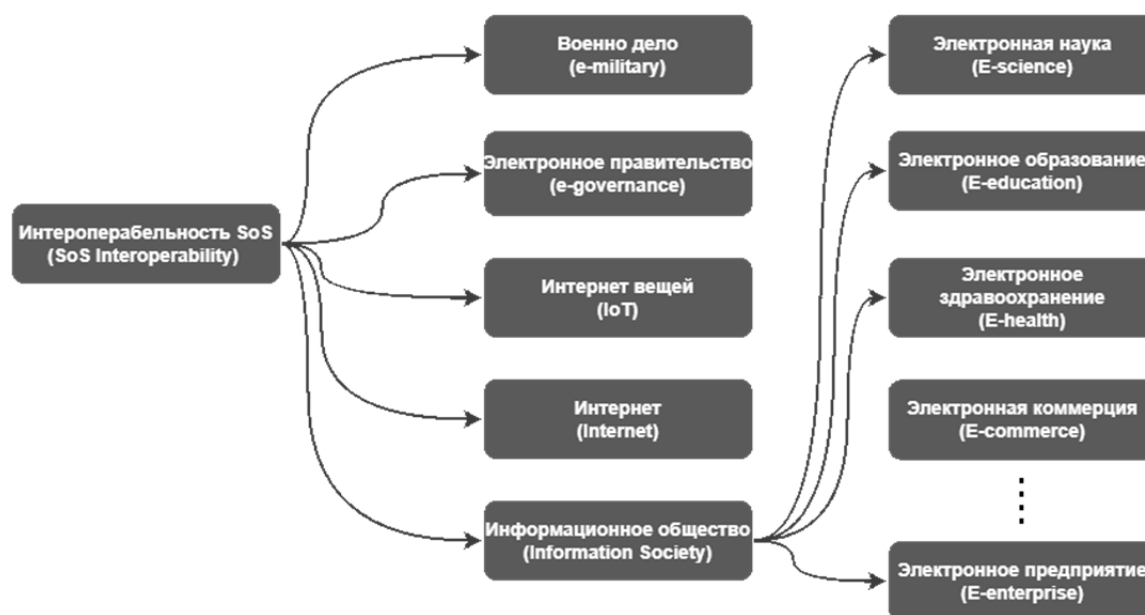 Интероперабельность SoS
(SoS Interoperability)
Военно дело
(e-military)
Электронное правительство
(e-governance)
Интернет вещей
(IoT)
Интернет
(Internet)
Информационное общество
(Information Society)
Электронная наука
(E-science)
Электронное образование
(E-education)
Электронное
здравоохранение
(E-health)
Электронная коммерция
(E-commerce)
Электронное предприятие
(E-enterprise)